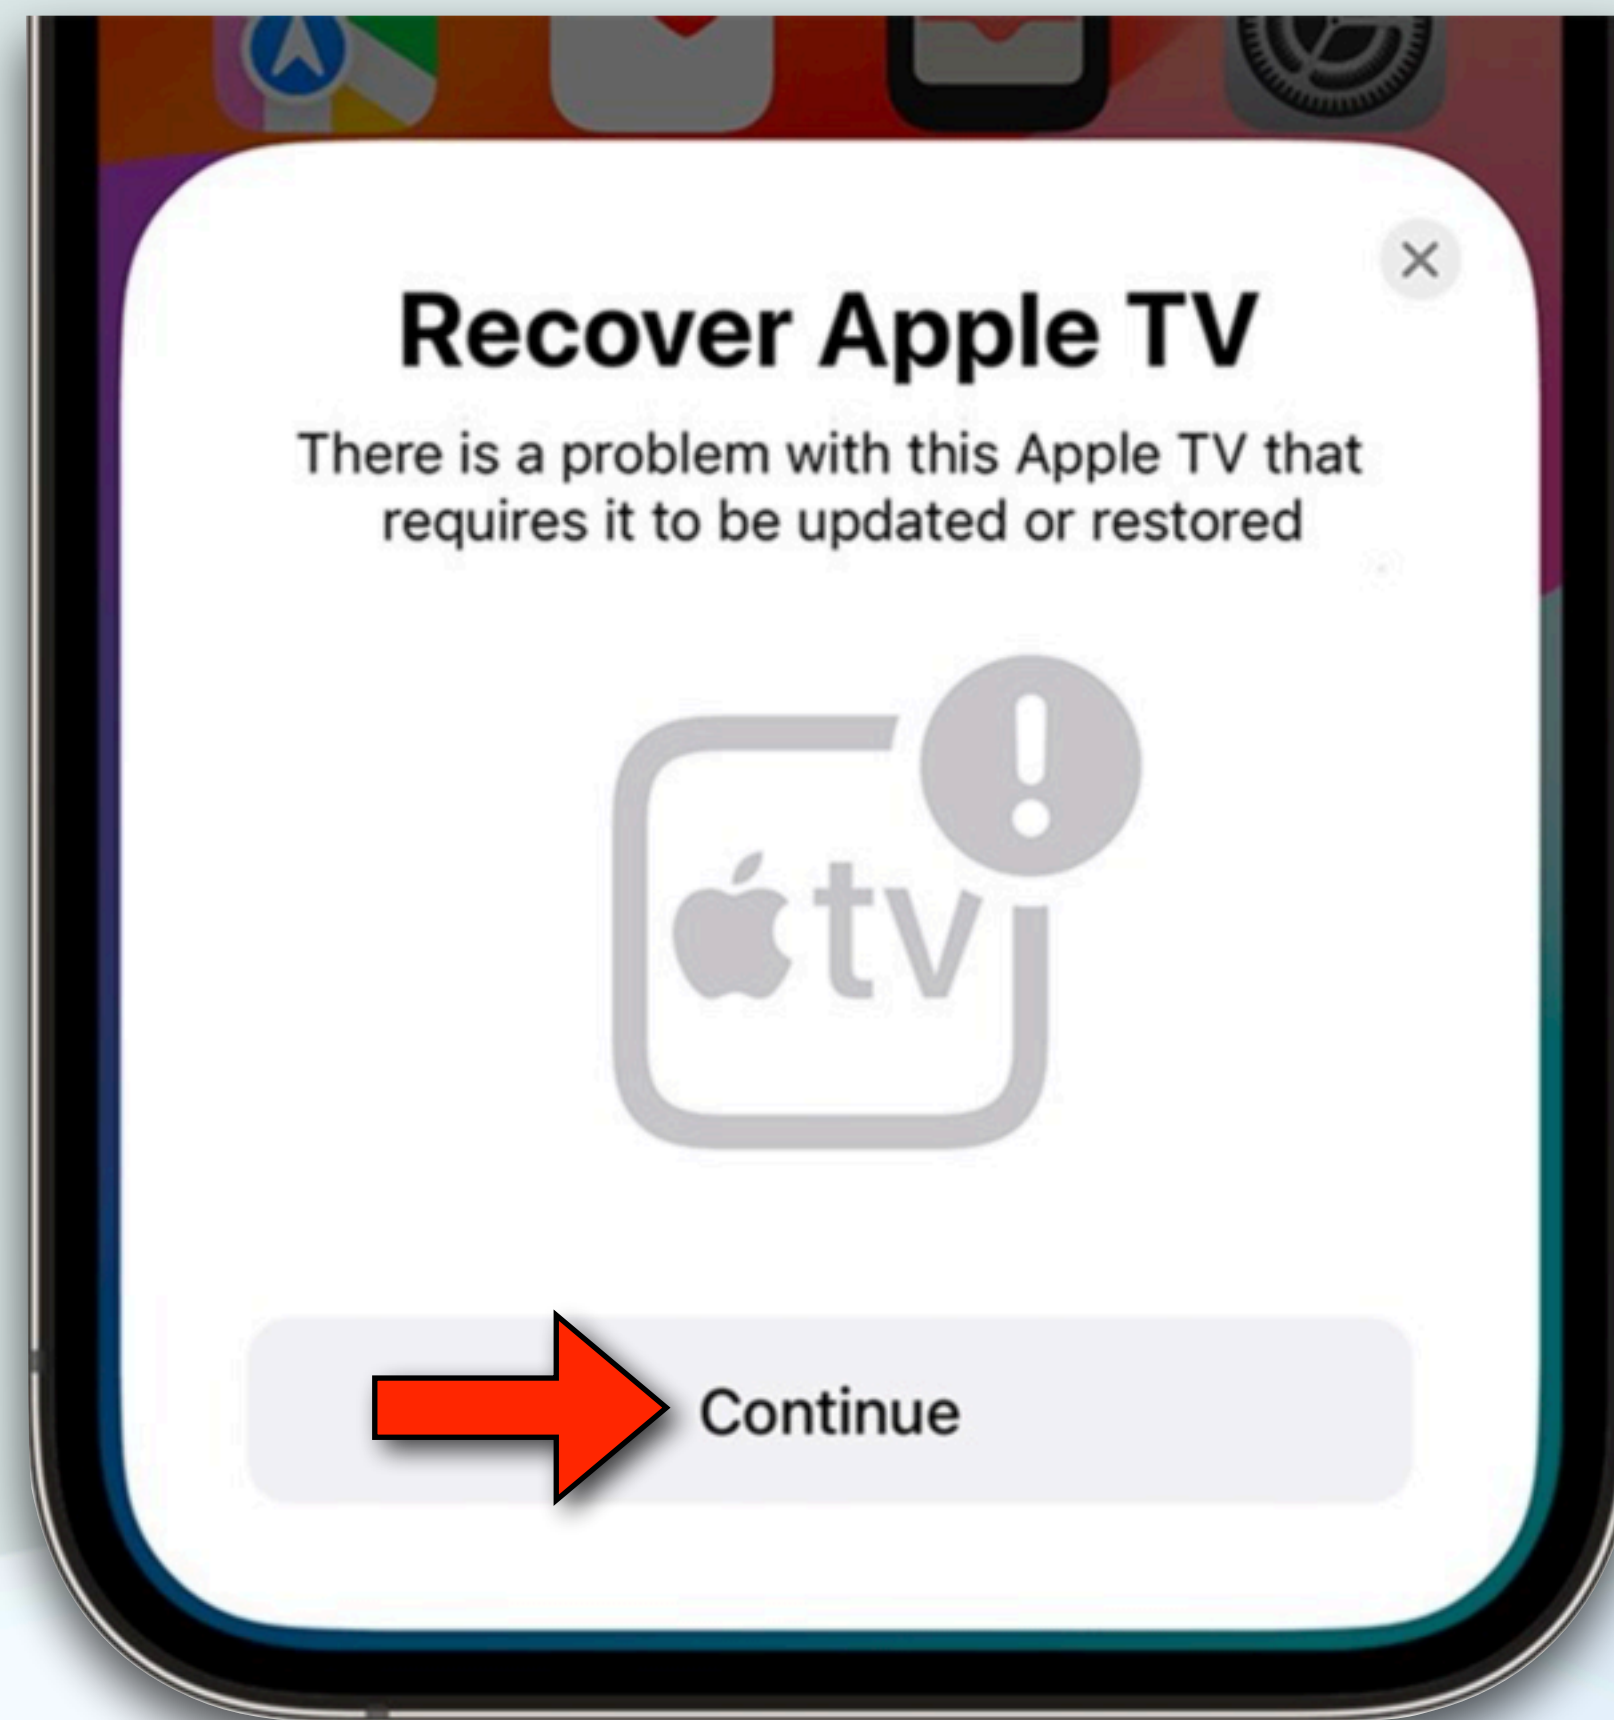 Recover Apple TV
There is a problem with this Apple TV that
requires it to be updated or restored
tv
Continue